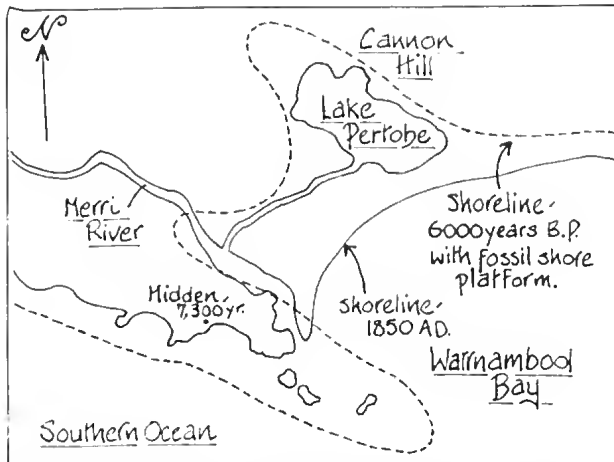 N
Cannon
Hill
Lake
Pertobe
Merri
River
Shoreline-
6000 years B.P.
with fossil shore
platform.
Midden,
7,300 yr.
Shoreline-
1850 AD.
Warrnambool
Bay
Southern Ocean